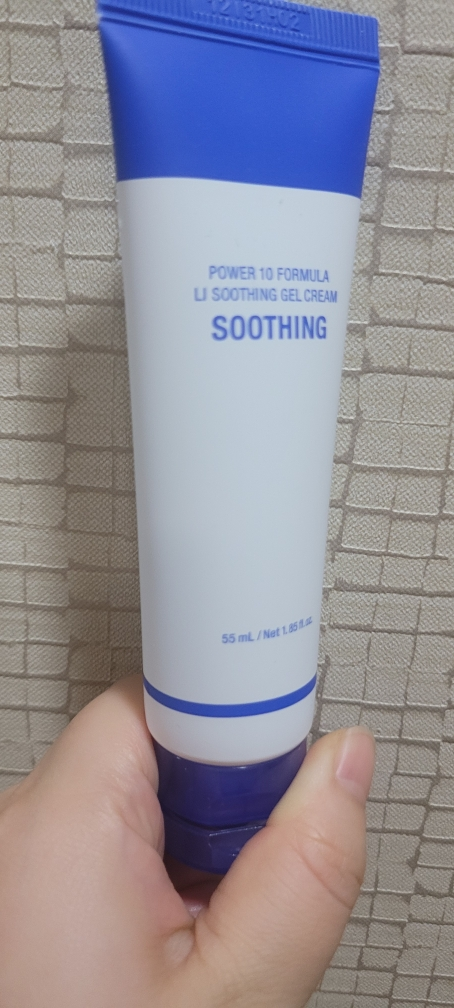 POWER 10 FORMULA
LI SOOTHING GEL CREAM
SOOTHING
55 mL / Net 1.85 fl.oz.